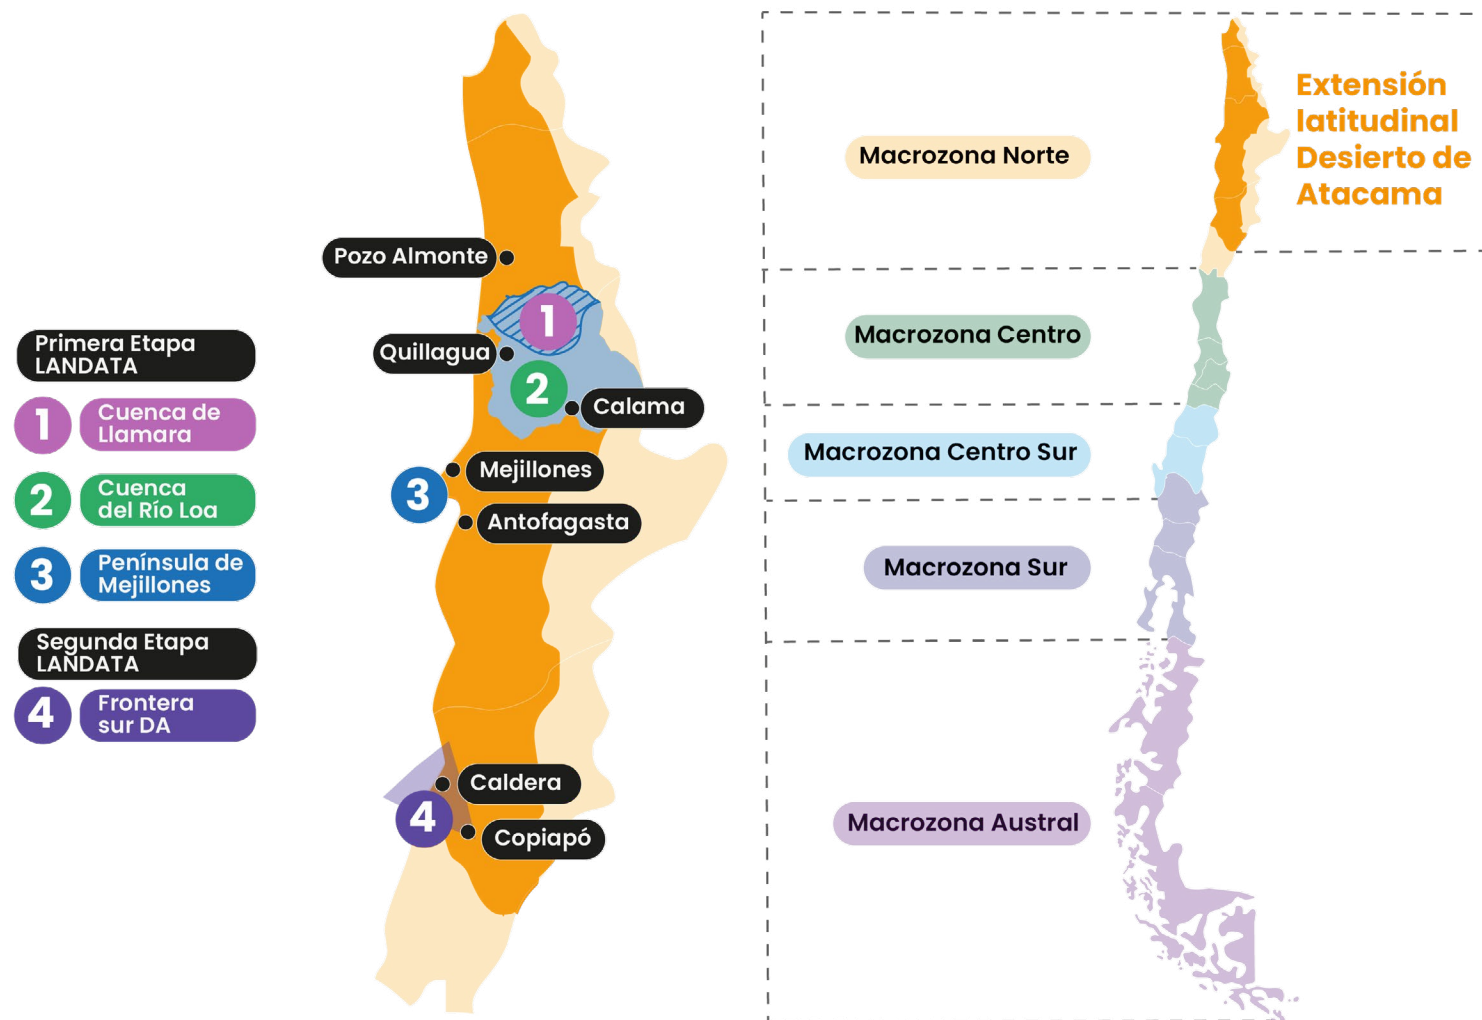 Primera Etapa
LANDATA
1
Cuenca de
Llamara
2
Cuenca
del Río Loa
3
Península de
Mejillones
Segunda Etapa
LANDATA
4
Frontera
sur DA
Pozo Almonte
1
Quillagua
2
Calama
Mejillones
3
Antofagasta
Caldera
4
Copiapó
Macrozona Norte
Macrozona Centro
Macrozona Centro Sur
Macrozona Sur
Macrozona Austral
Extensión
latitudinal
Desierto de
Atacama